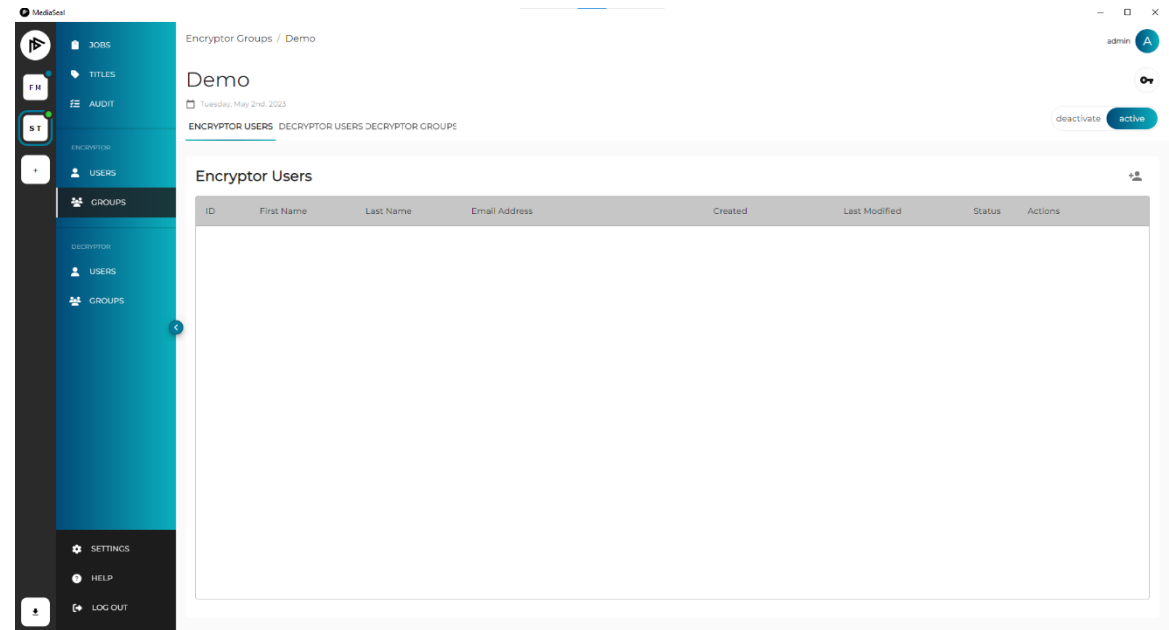 MediaSeal
JOBS
TITLES
AUDIT
ENCRYPTOR
USERS
GROUPS
DECRYPTOR
USERS
GROUPS
SETTINGS
HELP
LOG OUT
F H
S T
+
Encryptor Groups / Demo
admin A
Demo
Tuesday, May 2nd, 2023
deactivate active
ENCRYPTOR USERS DECRYPTOR USERS DECRYPTOR GROUPS
Encryptor Users
ID First Name Last Name Email Address Created Last Modified Status Actions